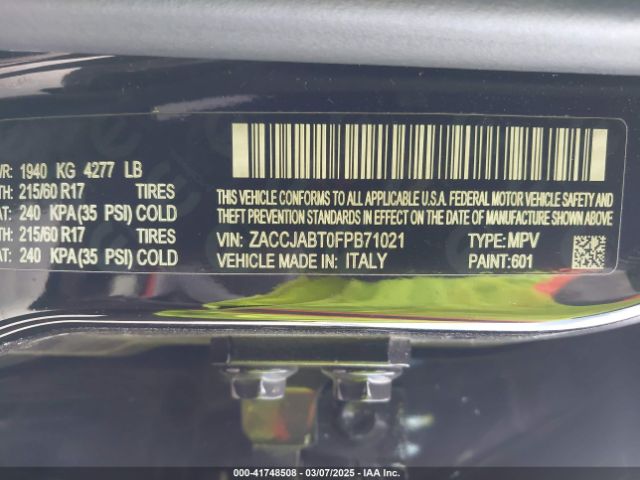 VR: 1940 KG 4277 LB
TH: 215/60 R17 TIRES
AT: 240 KPA(35 PSI) COLD
TH: 215/60 R17 TIRES
AT: 240 KPA(35 PSI) COLD
THIS VEHICLE CONFORMS TO ALL APPLICABLE U.S.A. FEDERAL MOTOR VEHICLE SAFETY AND
THEFT PREVENTION STANDARDS IN EFFECT ON THE DATE OF MANUFACTURE SHOWN ABOVE.
VIN: ZACCJABT0FPB71021 TYPE: MPV
VEHICLE MADE IN: ITALY PAINT: 601
000-41748508 — 03/07/2025 — IAA Inc. (IAAI)